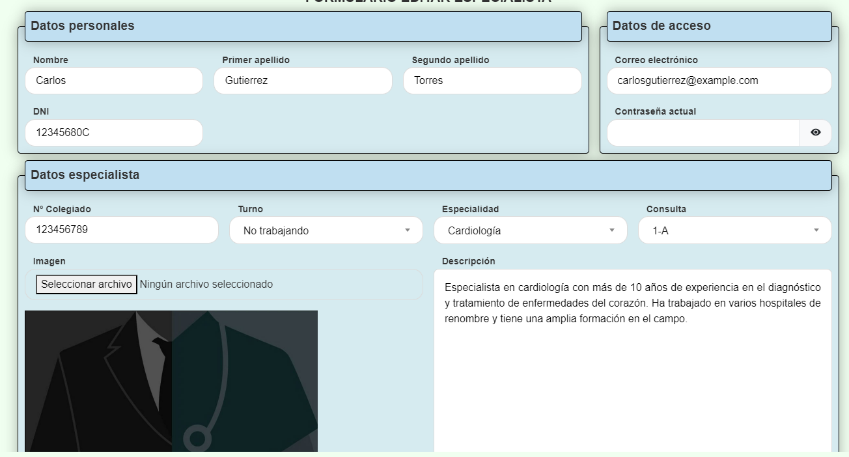 FORMULARIO EDITAR ESPECIALISTA
Datos personales
Nombre
Primer apellido
Segundo apellido
Carlos
Gutierrez
Torres
DNI
12345680C
Datos de acceso
Correo electrónico
carlosgutierrez@example.com
Contraseña actual
Datos especialista
Nº Colegiado
Turno
Especialidad
Consulta
123456789
No trabajando
Cardiología
1-A
Imagen
Seleccionar archivo Ningún archivo seleccionado
Descripción
Especialista en cardiología con más de 10 años de experiencia en el diagnóstico
y tratamiento de enfermedades del corazón. Ha trabajado en varios hospitales de
renombre y tiene una amplia formación en el campo.